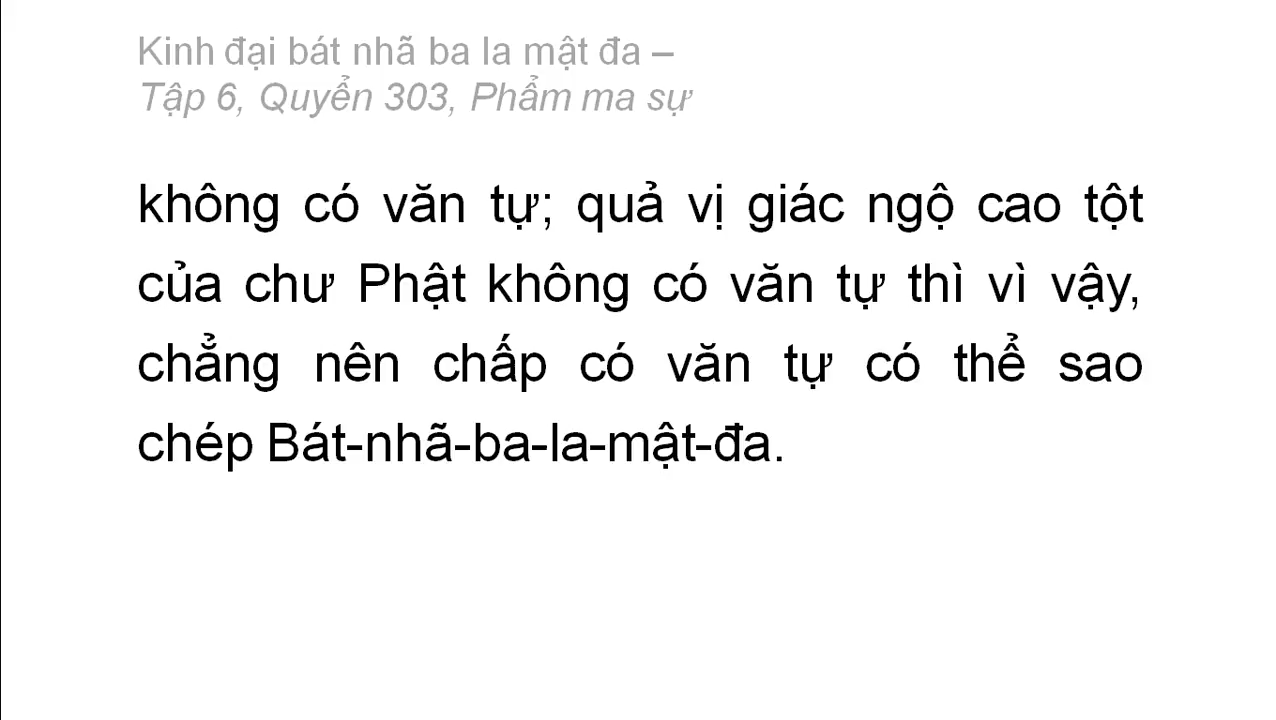 Kinh đại bát nhã ba la mật đa –
Tập 6, Quyển 303, Phẩm ma sự
không có văn tự; quả vị giác ngộ cao tột
của chư Phật không có văn tự thì vì vậy,
chẳng nên chấp có văn tự có thể sao
chép Bát-nhã-ba-la-mật-đa.